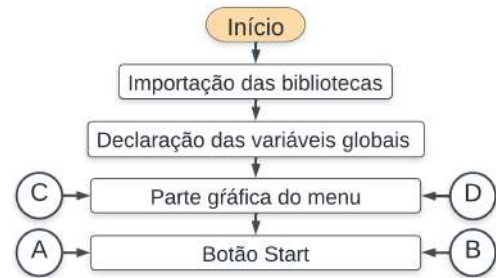 Início
Importação das bibliotecas
Declaração das variáveis globais
C Parte gráfica do menu D
A Botão Start B